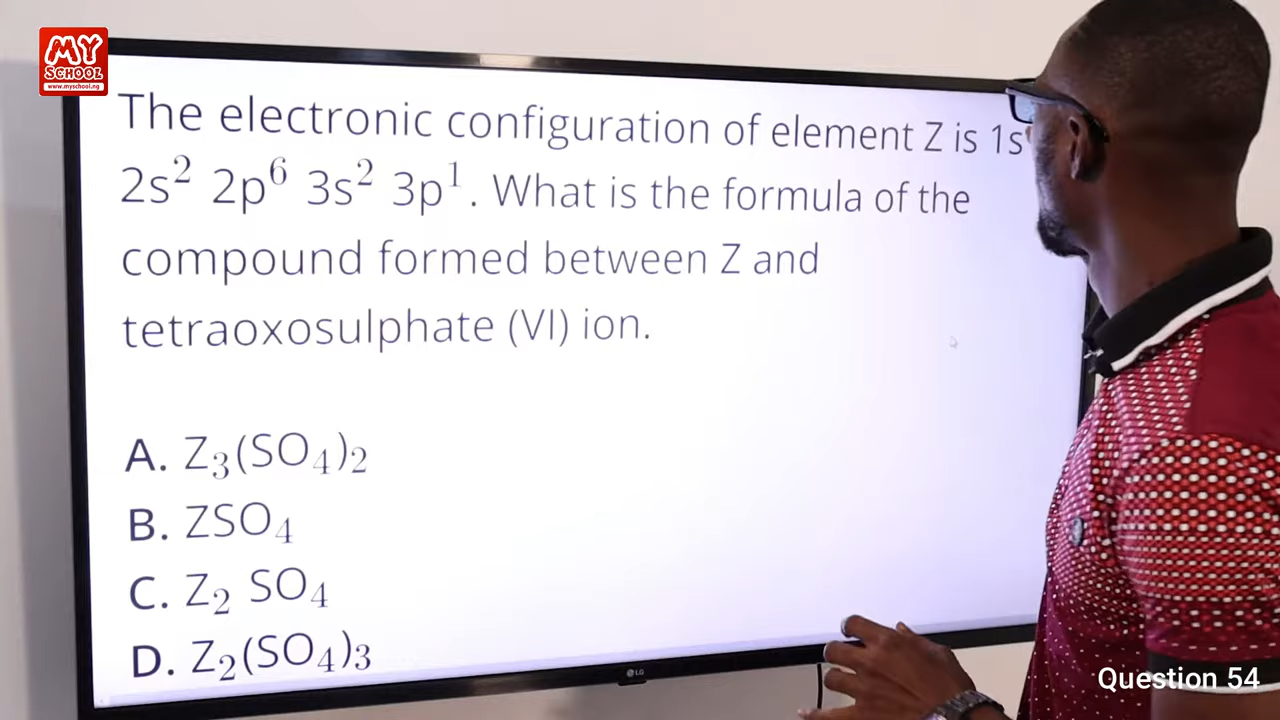 MY
SCHOOL
www.myschool.ng
The electronic configuration of element Z is 1s
2s² 2p⁶ 3s² 3p¹. What is the formula of the
compound formed between Z and
tetraoxosulphate (VI) ion.
A. Z₃(SO₄)₂
B. ZSO₄
C. Z₂ SO₄
D. Z₂(SO₄)₃
LG
Question 54